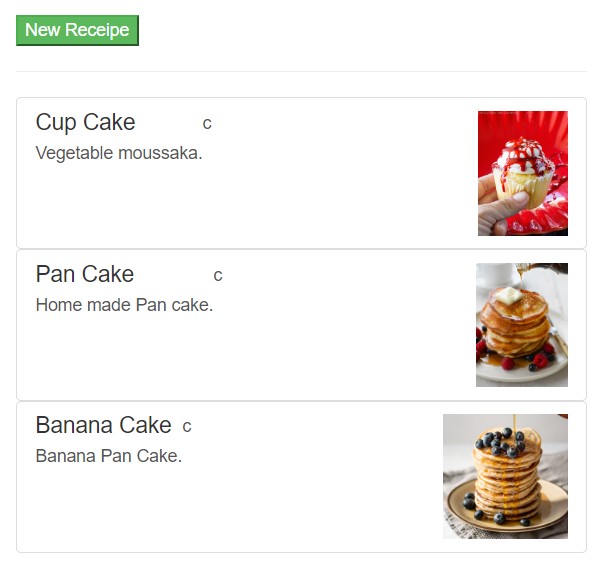 New Receipe
Cup Cake c
Vegetable moussaka.
Pan Cake c
Home made Pan cake.
Banana Cake c
Banana Pan Cake.